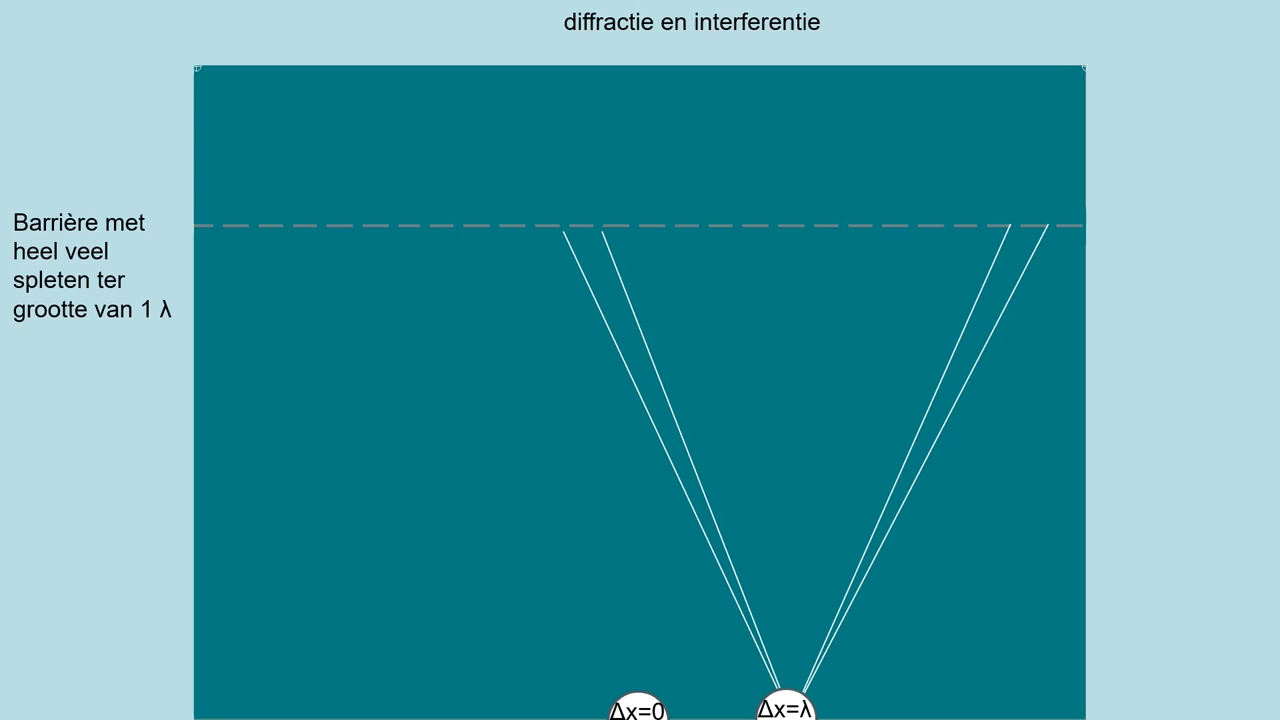 diffractie en interferentie
Barrière met
heel veel
spleten ter
grootte van 1 λ
Δx=0
Δx=λ